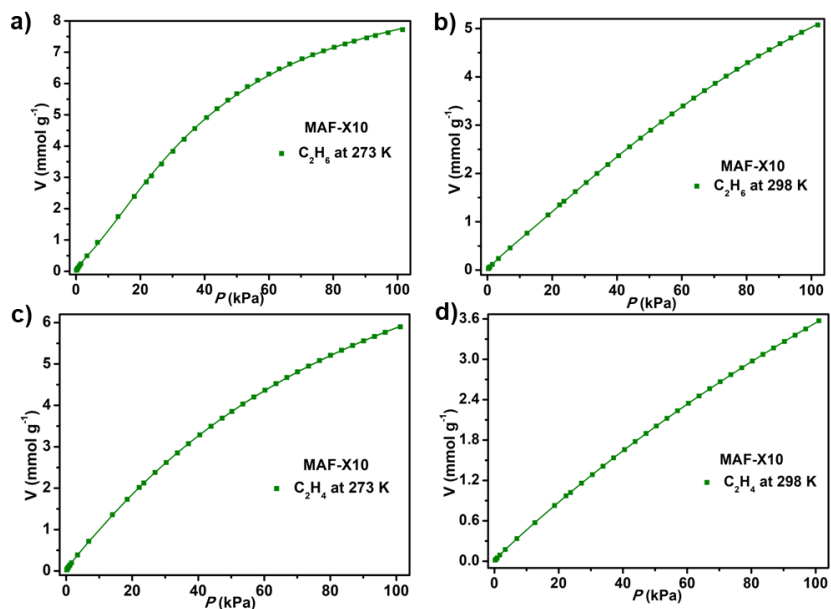 a)
8
7
6
5
4
3
2
1
0
V (mmol g-1)
MAF-X10
C2H6 at 273 K
0 20 40 60 80 100
P (kPa)
b)
5
4
3
2
1
0
V (mmol g-1)
MAF-X10
C2H6 at 298 K
0 20 40 60 80 100
P (kPa)
c)
6
5
4
3
2
1
0
V (mmol g-1)
MAF-X10
C2H4 at 273 K
0 20 40 60 80 100
P (kPa)
d)
3.6
3.0
2.4
1.8
1.2
0.6
0.0
V (mmol g-1)
MAF-X10
C2H4 at 298 K
0 20 40 60 80 100
P (kPa)